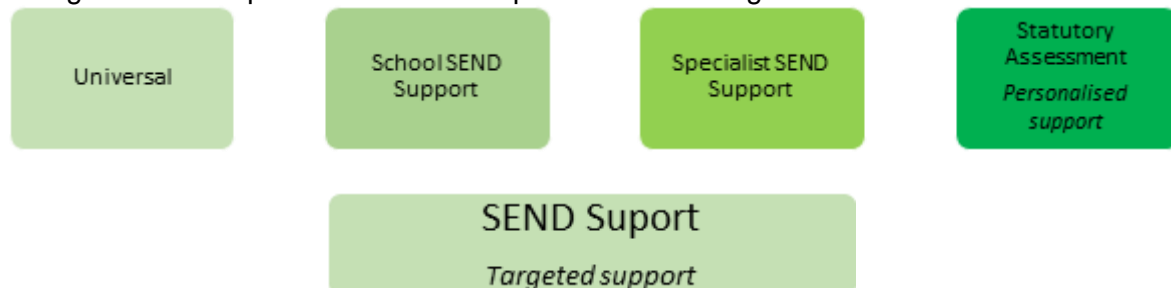 Universal
School SEND
Support
Specialist SEND
Support
Statutory
Assessment
Personalised
support
SEND Suport
Targeted support